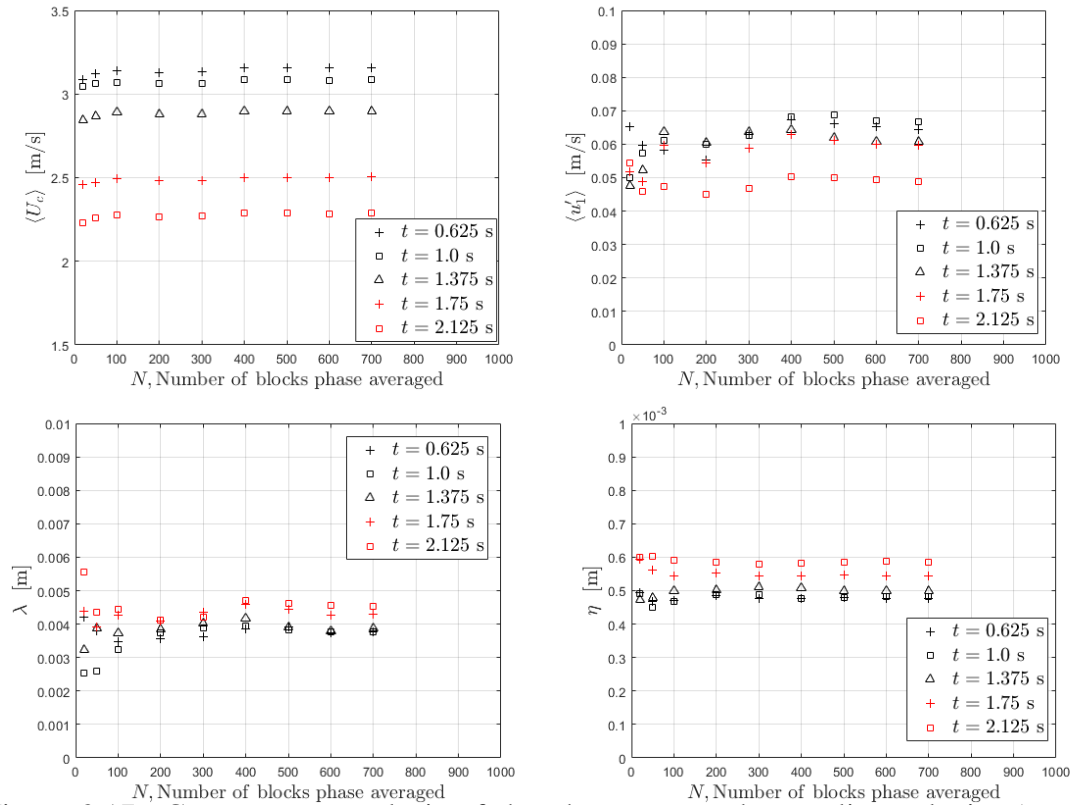 3.5
3
2.5
2
1.5
⟨U_c⟩ [m/s]
0 100 200 300 400 500 600 700 800 900 1000
N, Number of blocks phase averaged
t = 0.625 s
t = 1.0 s
t = 1.375 s
t = 1.75 s
t = 2.125 s
0.1
0.09
0.08
0.07
0.06
0.05
0.04
0.03
0.02
0.01
0
⟨u′_1⟩ [m/s]
0 100 200 300 400 500 600 700 800 900 1000
N, Number of blocks phase averaged
t = 0.625 s
t = 1.0 s
t = 1.375 s
t = 1.75 s
t = 2.125 s
0.01
0.009
0.008
0.007
0.006
0.005
0.004
0.003
0.002
0.001
0
λ [m]
0 100 200 300 400 500 600 700 800 900 1000
N, Number of blocks phase averaged
t = 0.625 s
t = 1.0 s
t = 1.375 s
t = 1.75 s
t = 2.125 s
×10⁻³
1
0.9
0.8
0.7
0.6
0.5
0.4
0.3
0.2
0.1
0
η [m]
0 100 200 300 400 500 600 700 800 900 1000
N, Number of blocks phase averaged
t = 0.625 s
t = 1.0 s
t = 1.375 s
t = 1.75 s
t = 2.125 s